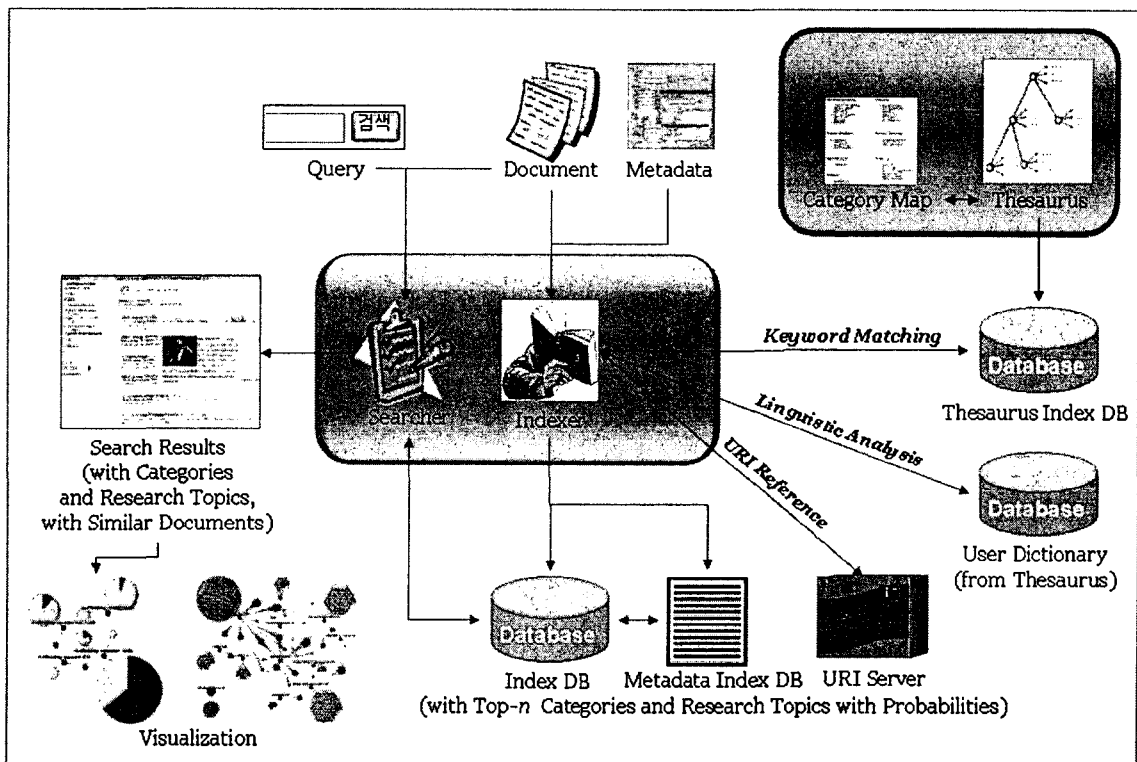 검색
Query
Document
Metadata
Category Map
Thesaurus
Searcher
Indexer
Keyword Matching
Linguistic Analysis
URI Reference
Database
Thesaurus Index DB
Database
User Dictionary
(from Thesaurus)
Search Results
(with Categories
and Research Topics,
with Similar Documents)
Visualization
Database
Index DB
Metadata Index DB
URI Server
(with Top-n Categories and Research Topics with Probabilities)